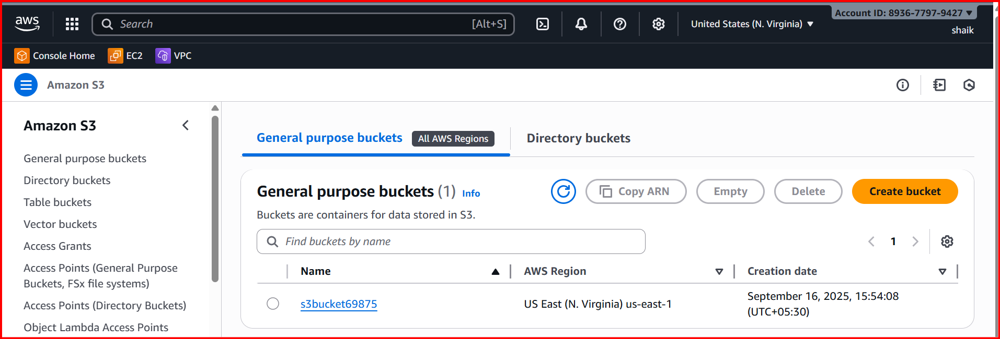 aws
Search
[Alt+S]
United States (N. Virginia)
Account ID: 8936-7797-9427
shaik
Console Home
EC2
VPC
Amazon S3
Amazon S3
General purpose buckets
Directory buckets
Table buckets
Vector buckets
Access Grants
Access Points (General Purpose
Buckets, FSx file systems)
Access Points (Directory Buckets)
Object Lambda Access Points
General purpose buckets
All AWS Regions
Directory buckets
General purpose buckets (1) Info
Copy ARN
Empty
Delete
Create bucket
Buckets are containers for data stored in S3.
Find buckets by name
1
Name
AWS Region
Creation date
s3bucket69875
US East (N. Virginia) us-east-1
September 16, 2025, 15:54:08
(UTC+05:30)